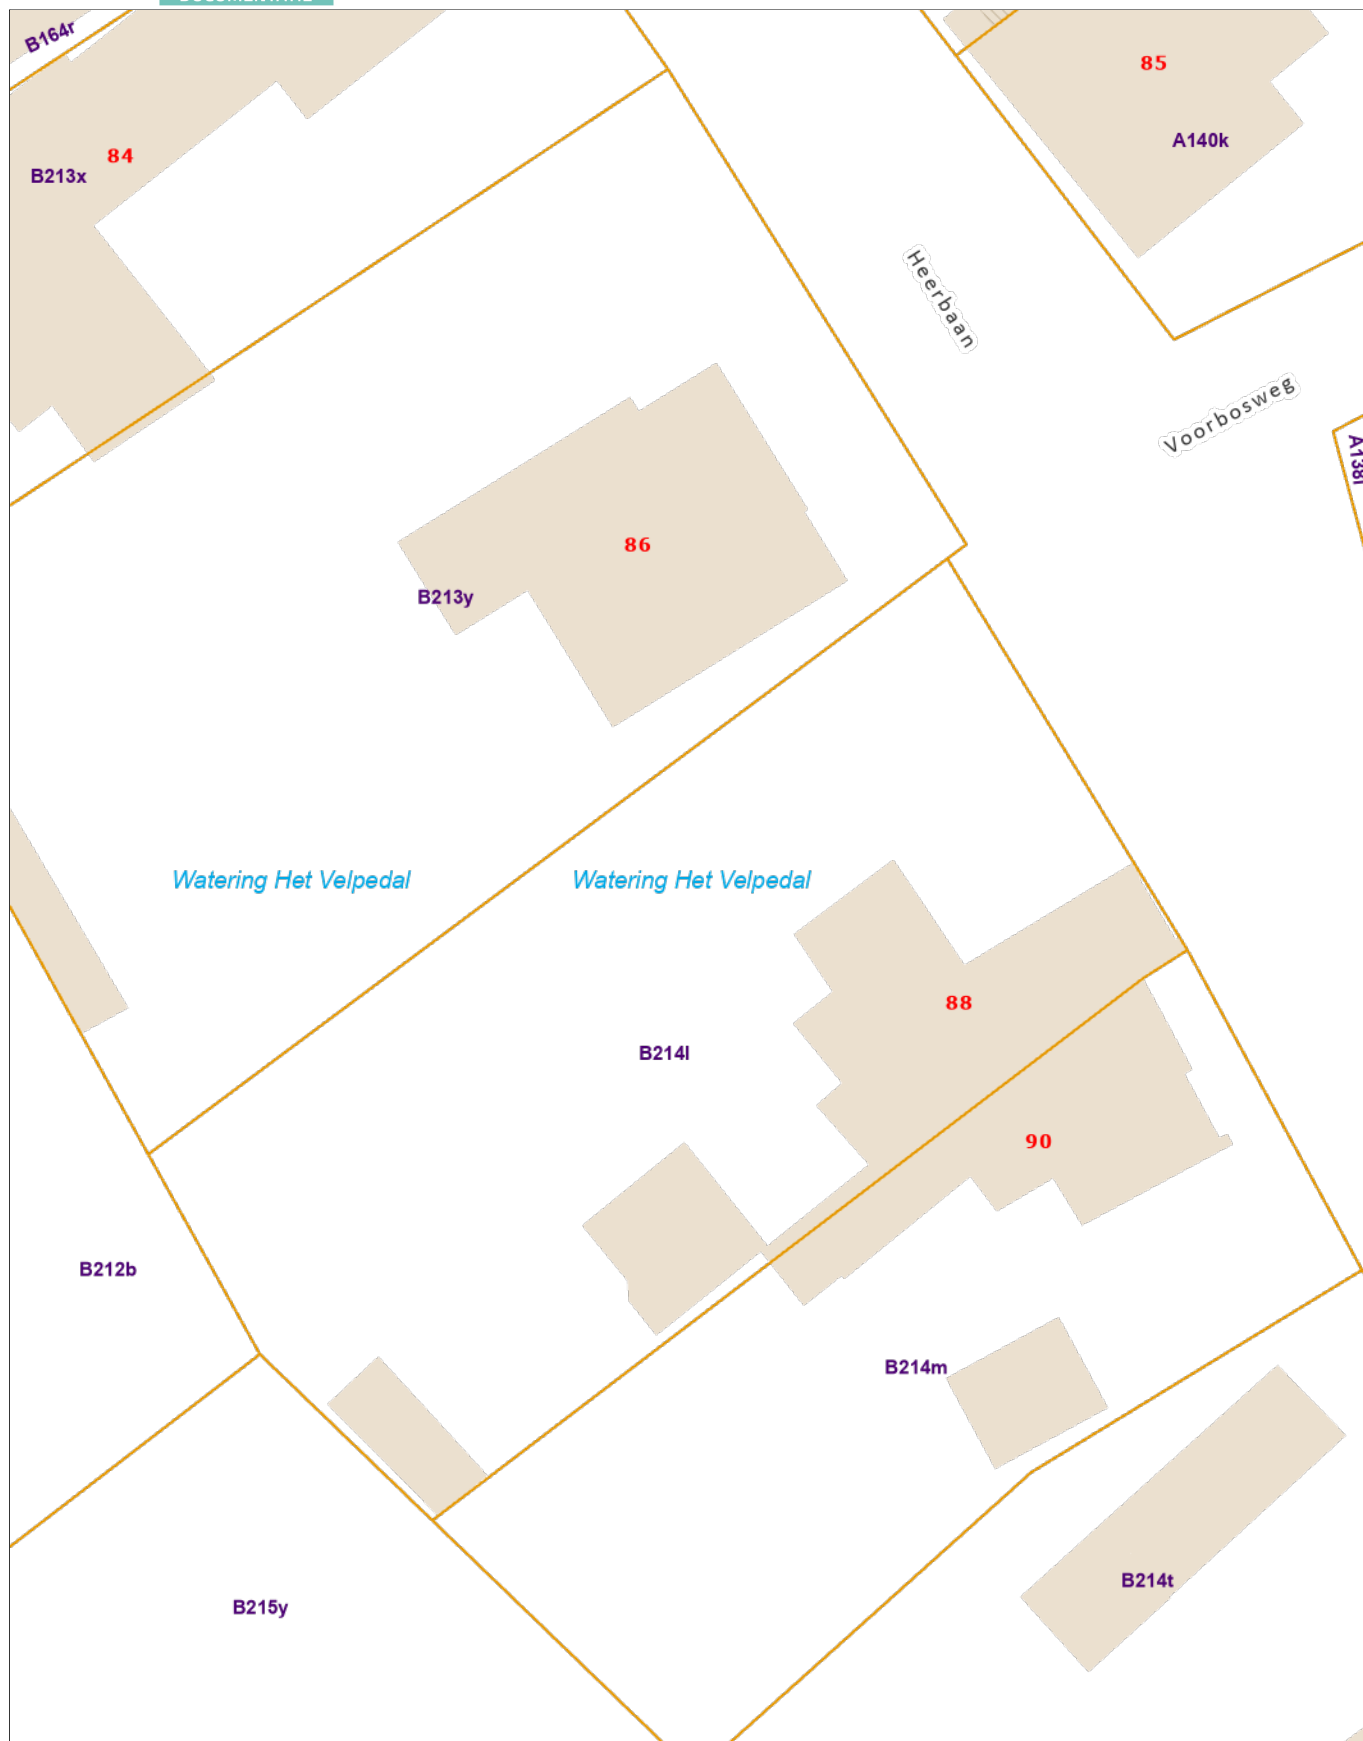 B164r
85
A140k
84
B213x
Heerbaan
Voorbosweg
86
B213y
Watering Het Velpedal
Watering Het Velpedal
88
B214l
90
B212b
B214m
B214t
B215y